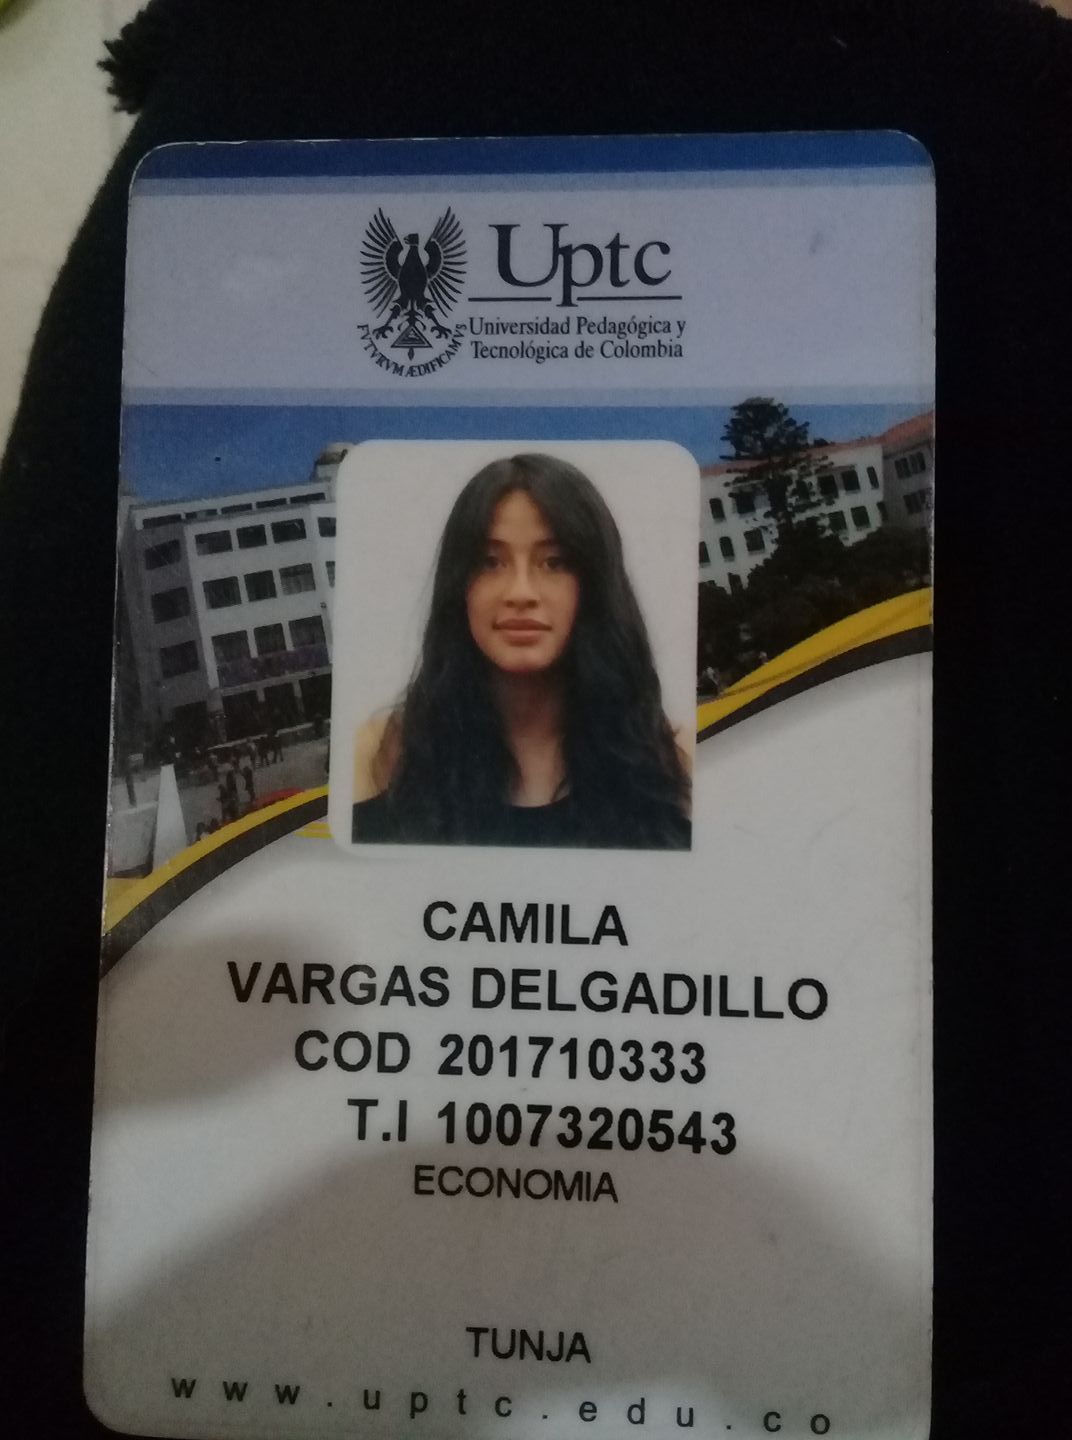 Uptc
Universidad Pedagógica y
Tecnológica de Colombia
FVTVRVM ÆDIFICAMVS
CAMILA
VARGAS DELGADILLO
COD 201710333
T.I 1007320543
ECONOMIA
TUNJA
www.uptc.edu.co